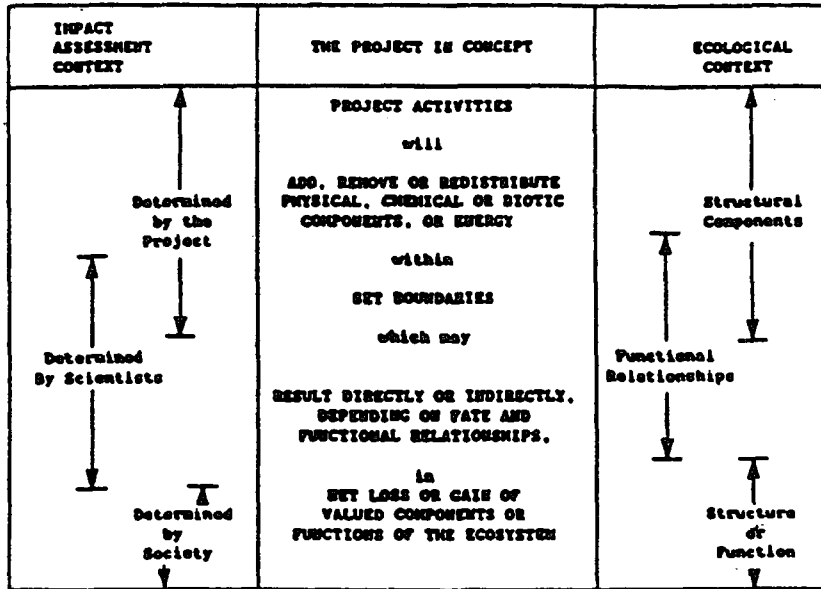 IMPACT
ASSESSMENT
CONTEXT
THE PROJECT IN CONCEPT
ECOLOGICAL
CONTEXT
Determined
by the
Project
Determined
By Scientists
Determined
by
Society
PROJECT ACTIVITIES
will
ADD, REMOVE OR REDISTRIBUTE
PHYSICAL, CHEMICAL OR BIOTIC
COMPONENTS, OR ENERGY
within
SET BOUNDARIES
which may
RESULT DIRECTLY OR INDIRECTLY,
DEPENDING ON FATE AND
FUNCTIONAL RELATIONSHIPS,
in
NET LOSS OR GAIN OF
VALUED COMPONENTS OR
FUNCTIONS OF THE ECOSYSTEM
Structural
Components
Functional
Relationships
Structure
or
Function